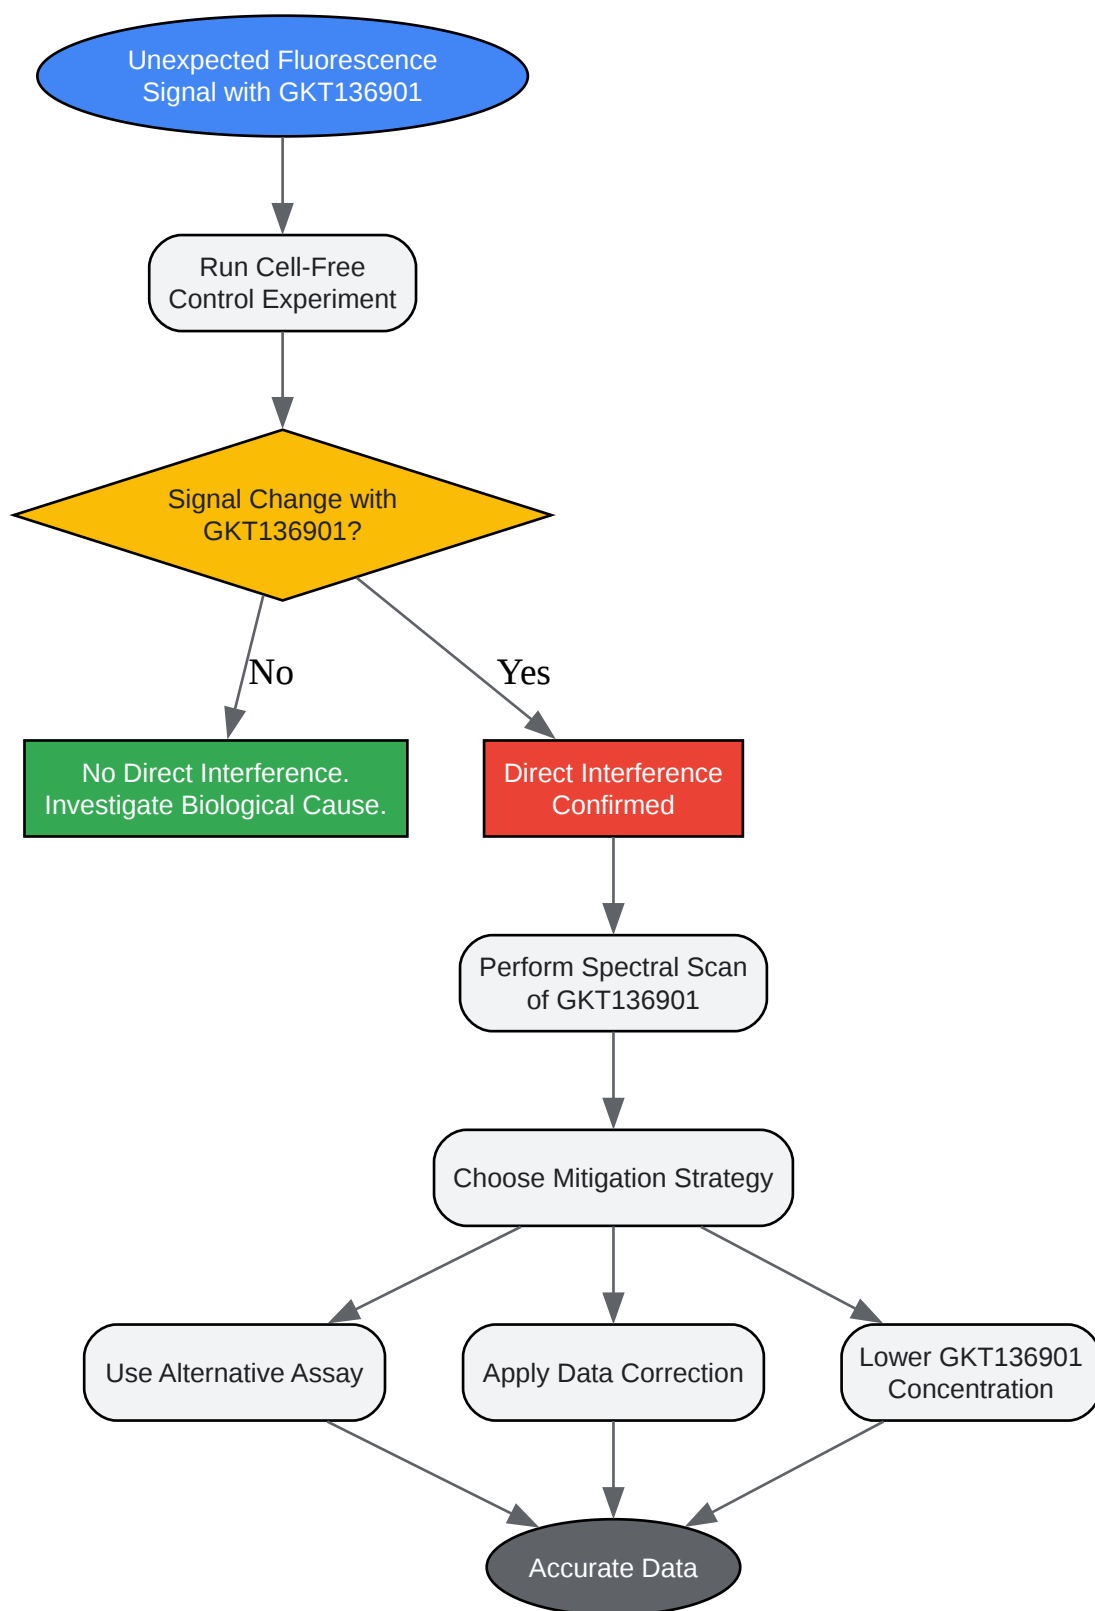 Unexpected Fluorescence
Signal with GKT136901
Run Cell-Free
Control Experiment
Signal Change with
GKT136901?
No
Yes
No Direct Interference.
Investigate Biological Cause.
Direct Interference
Confirmed
Perform Spectral Scan
of GKT136901
Choose Mitigation Strategy
Use Alternative Assay
Apply Data Correction
Lower GKT136901
Concentration
Accurate Data